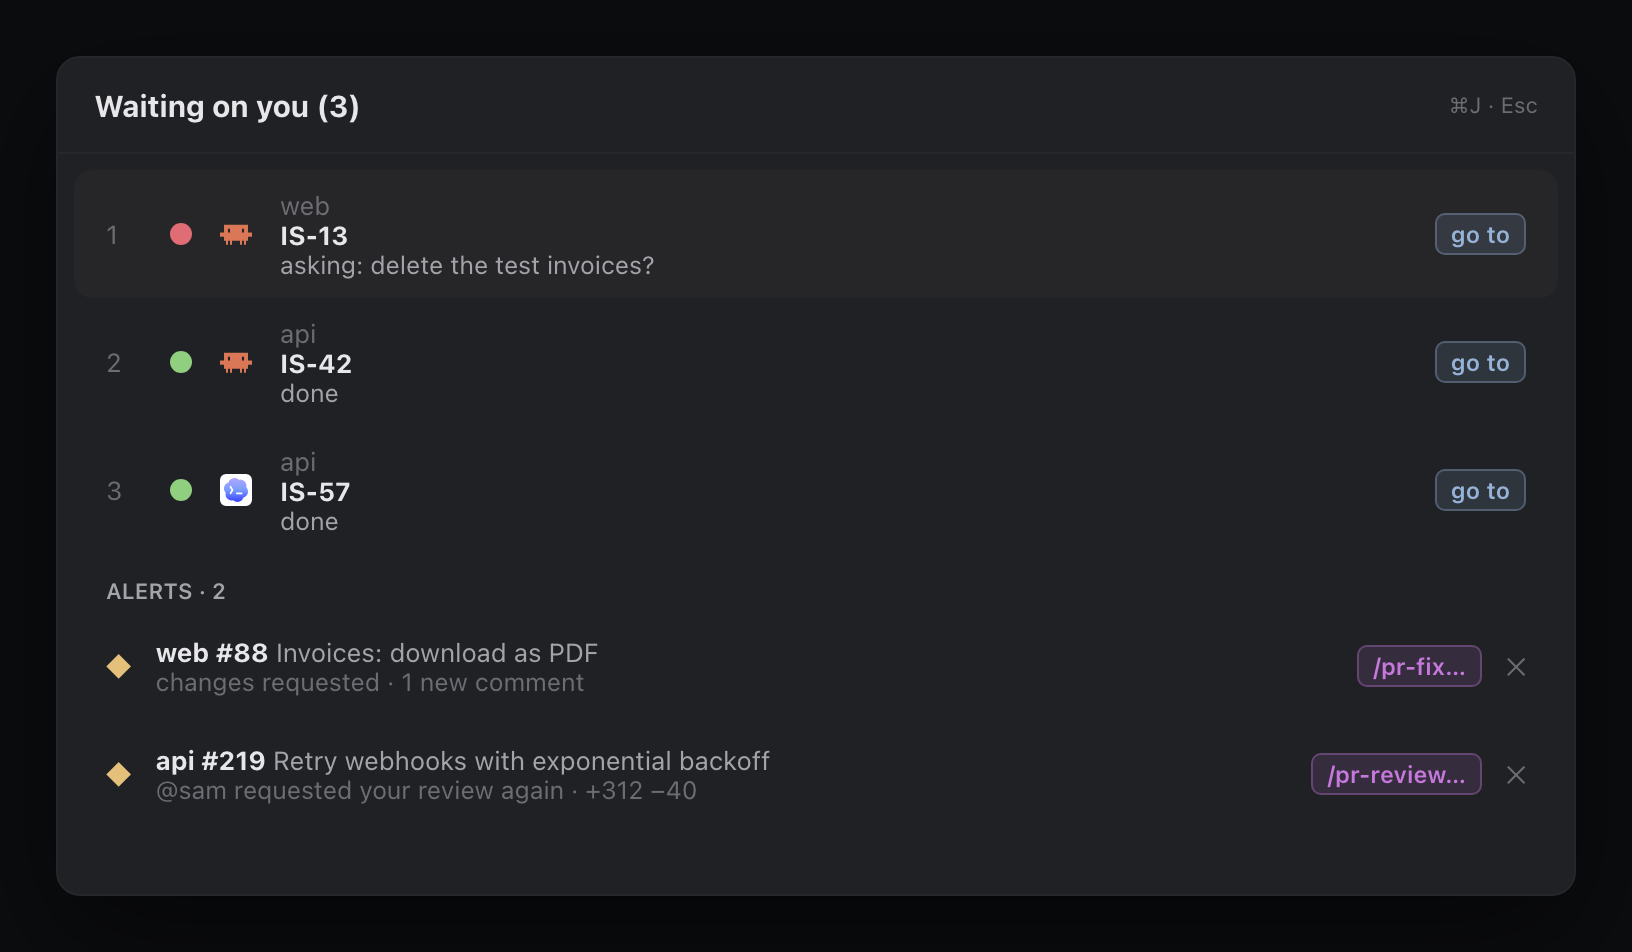 Waiting on you (3)
⌘J · Esc
1
web
IS-13
asking: delete the test invoices?
go to
2
api
IS-42
done
go to
3
api
IS-57
done
go to
ALERTS · 2
web #88 Invoices: download as PDF
changes requested · 1 new comment
/pr-fix...
api #219 Retry webhooks with exponential backoff
@sam requested your review again · +312 −40
/pr-review...